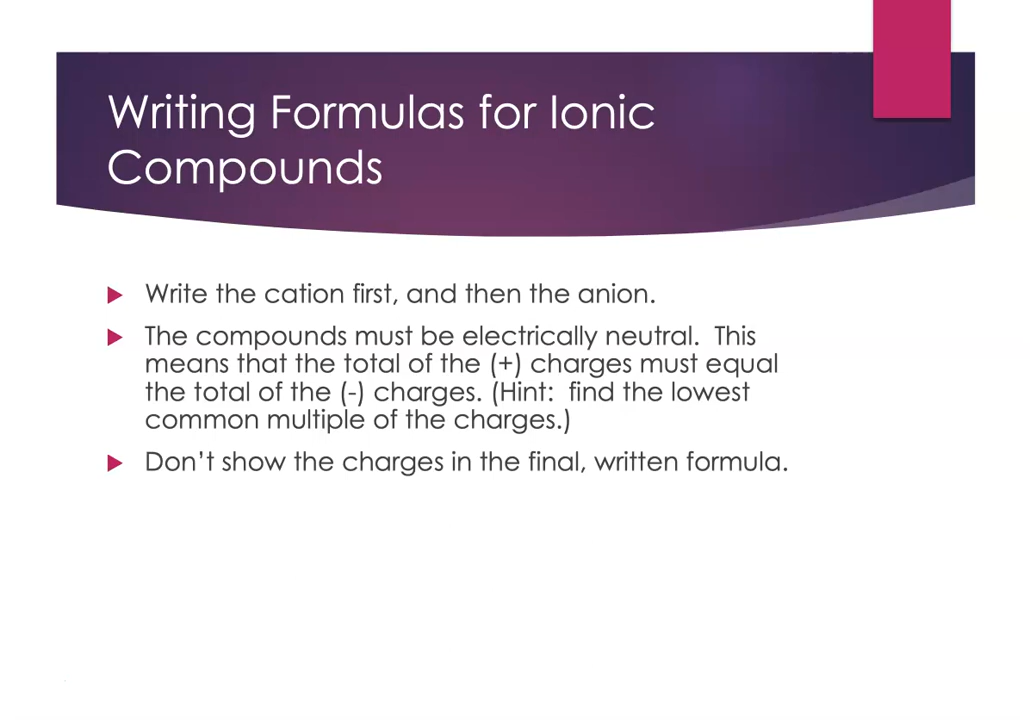 Writing Formulas for Ionic
Compounds
Write the cation first, and then the anion.
The compounds must be electrically neutral.  This
means that the total of the (+) charges must equal
the total of the (-) charges. (Hint:  find the lowest
common multiple of the charges.)
Don’t show the charges in the final, written formula.